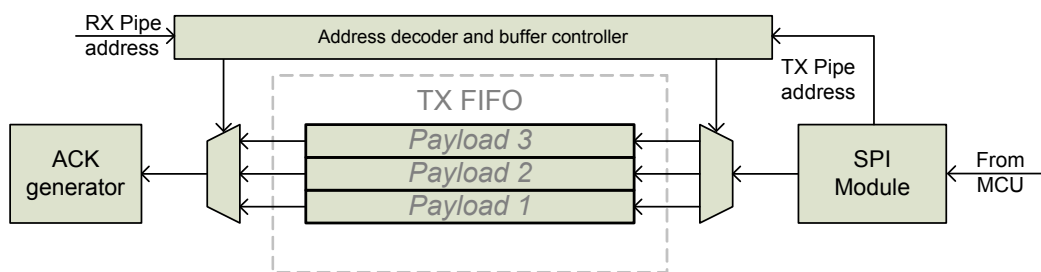 RX Pipe
address
Address decoder and buffer controller
TX Pipe
address
TX FIFO
Payload 3
Payload 2
Payload 1
ACK
generator
SPI
Module
From
MCU